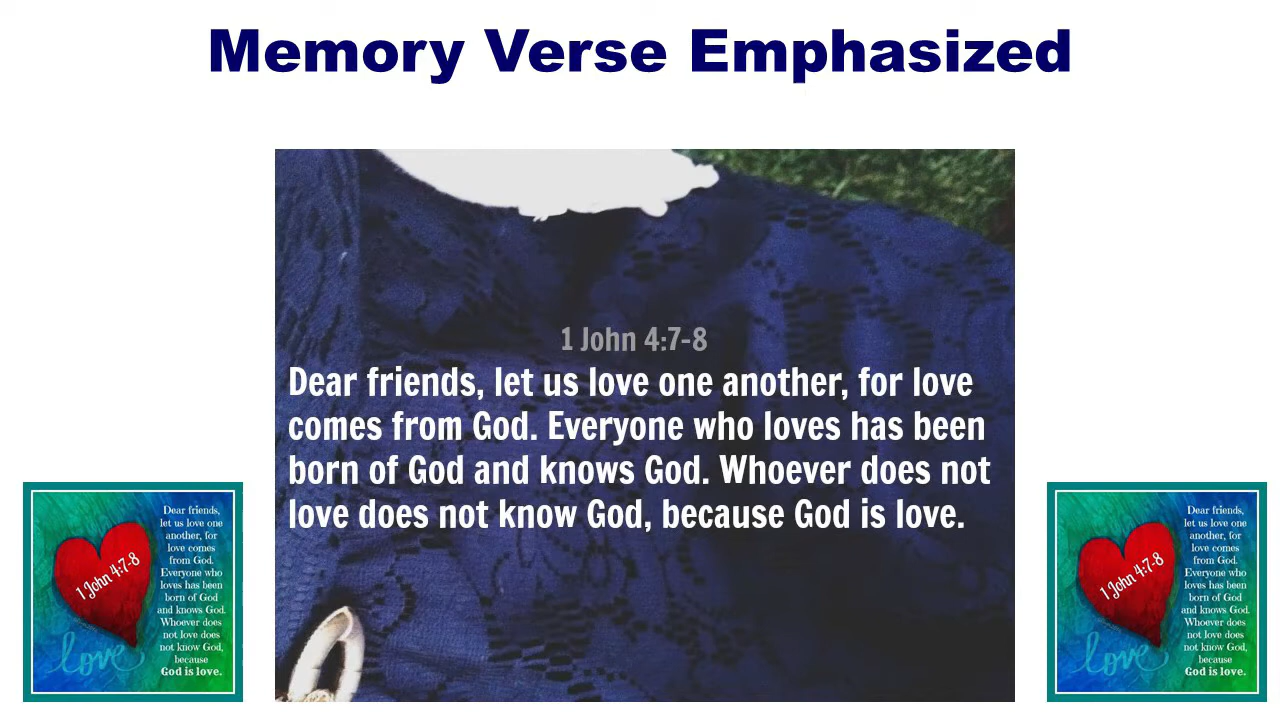 Memory Verse Emphasized
1 John 4:7-8
Dear friends, let us love one another, for love
comes from God. Everyone who loves has been
born of God and knows God. Whoever does not
love does not know God, because God is love.
1 John 4:7-8
love
Dear friends,
let us love one
another, for
love comes
from God.
Everyone who
loves has been
born of God
and knows God.
Whoever does
not love does
not know God,
because
God is love.
1 John 4:7-8
love
Dear friends,
let us love one
another, for
love comes
from God.
Everyone who
loves has been
born of God
and knows God.
Whoever does
not love does
not know God,
because
God is love.